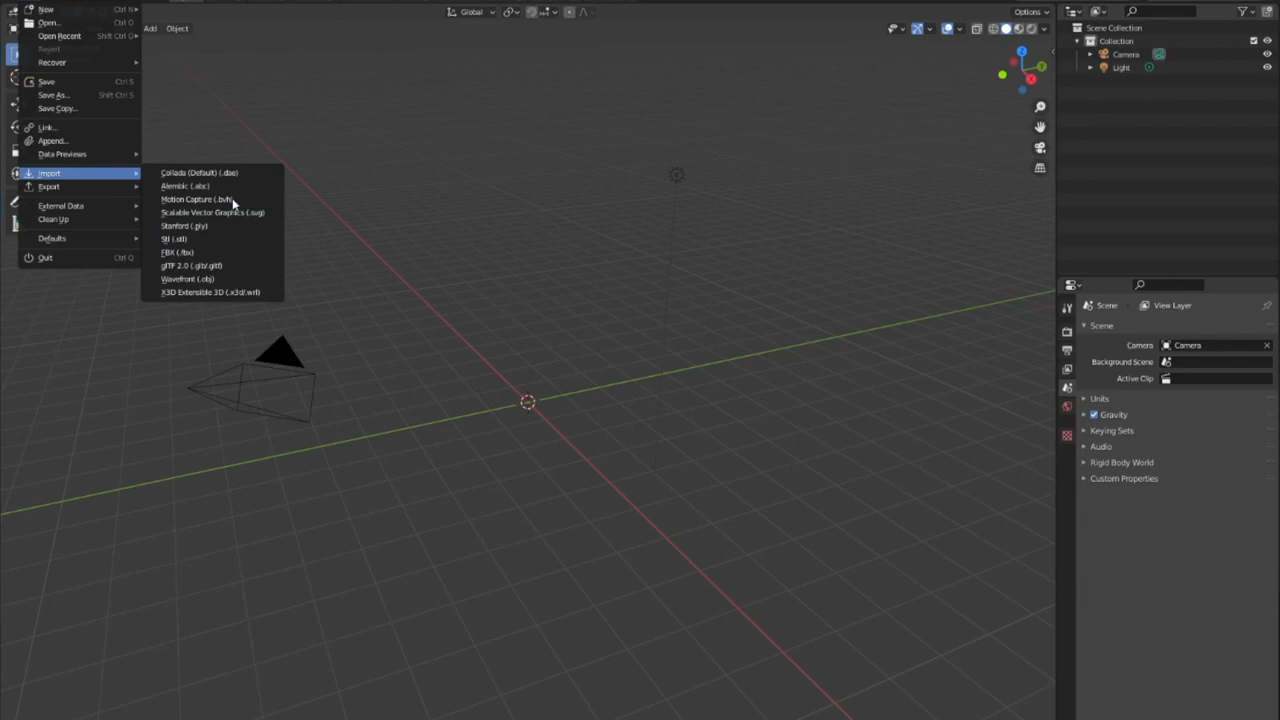 New Ctrl N
Open... Ctrl O
Open Recent Shift Ctrl O
Revert
Recover
Save Ctrl S
Save As... Shift Ctrl S
Save Copy...
Link...
Append...
Data Previews
Import
Export
External Data
Clean Up
Defaults
Quit Ctrl Q
Collada (Default) (.dae)
Alembic (.abc)
Motion Capture (.bvh)
Scalable Vector Graphics (.svg)
Stanford (.ply)
Stl (.stl)
FBX (.fbx)
glTF 2.0 (.glb/.gltf)
Wavefront (.obj)
X3D Extensible 3D (.x3d/.wrl)
Add Object
Global
Options
Z
Y
X
Scene Collection
Collection
Camera
Light
Scene View Layer
Scene
Camera Camera
Background Scene
Active Clip
Units
Gravity
Keying Sets
Audio
Rigid Body World
Custom Properties